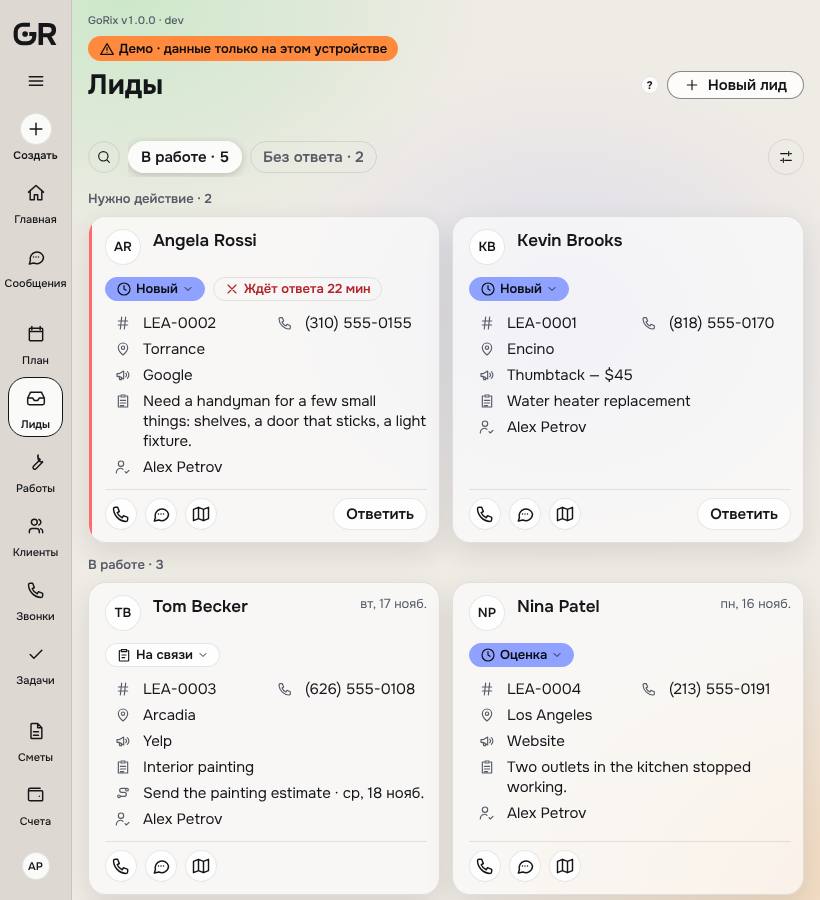 GR
GoRix v1.0.0 · dev
Демо · данные только на этом устройстве
Лиды
?
Новый лид
Создать
Главная
Сообщения
План
Лиды
Работы
Клиенты
Звонки
Задачи
Сметы
Счета
AP
В работе · 5
Без ответа · 2
Нужно действие · 2
AR
Angela Rossi
Новый
Ждёт ответа 22 мин
LEA-0002
(310) 555-0155
Torrance
Google
Need a handyman for a few small
things: shelves, a door that sticks, a light
fixture.
Alex Petrov
Ответить
KB
Kevin Brooks
Новый
LEA-0001
(818) 555-0170
Encino
Thumbtack — $45
Water heater replacement
Alex Petrov
Ответить
В работе · 3
TB
Tom Becker
вт, 17 нояб.
На связи
LEA-0003
(626) 555-0108
Arcadia
Yelp
Interior painting
Send the painting estimate · ср, 18 нояб.
Alex Petrov
NP
Nina Patel
пн, 16 нояб.
Оценка
LEA-0004
(213) 555-0191
Los Angeles
Website
Two outlets in the kitchen stopped
working.
Alex Petrov